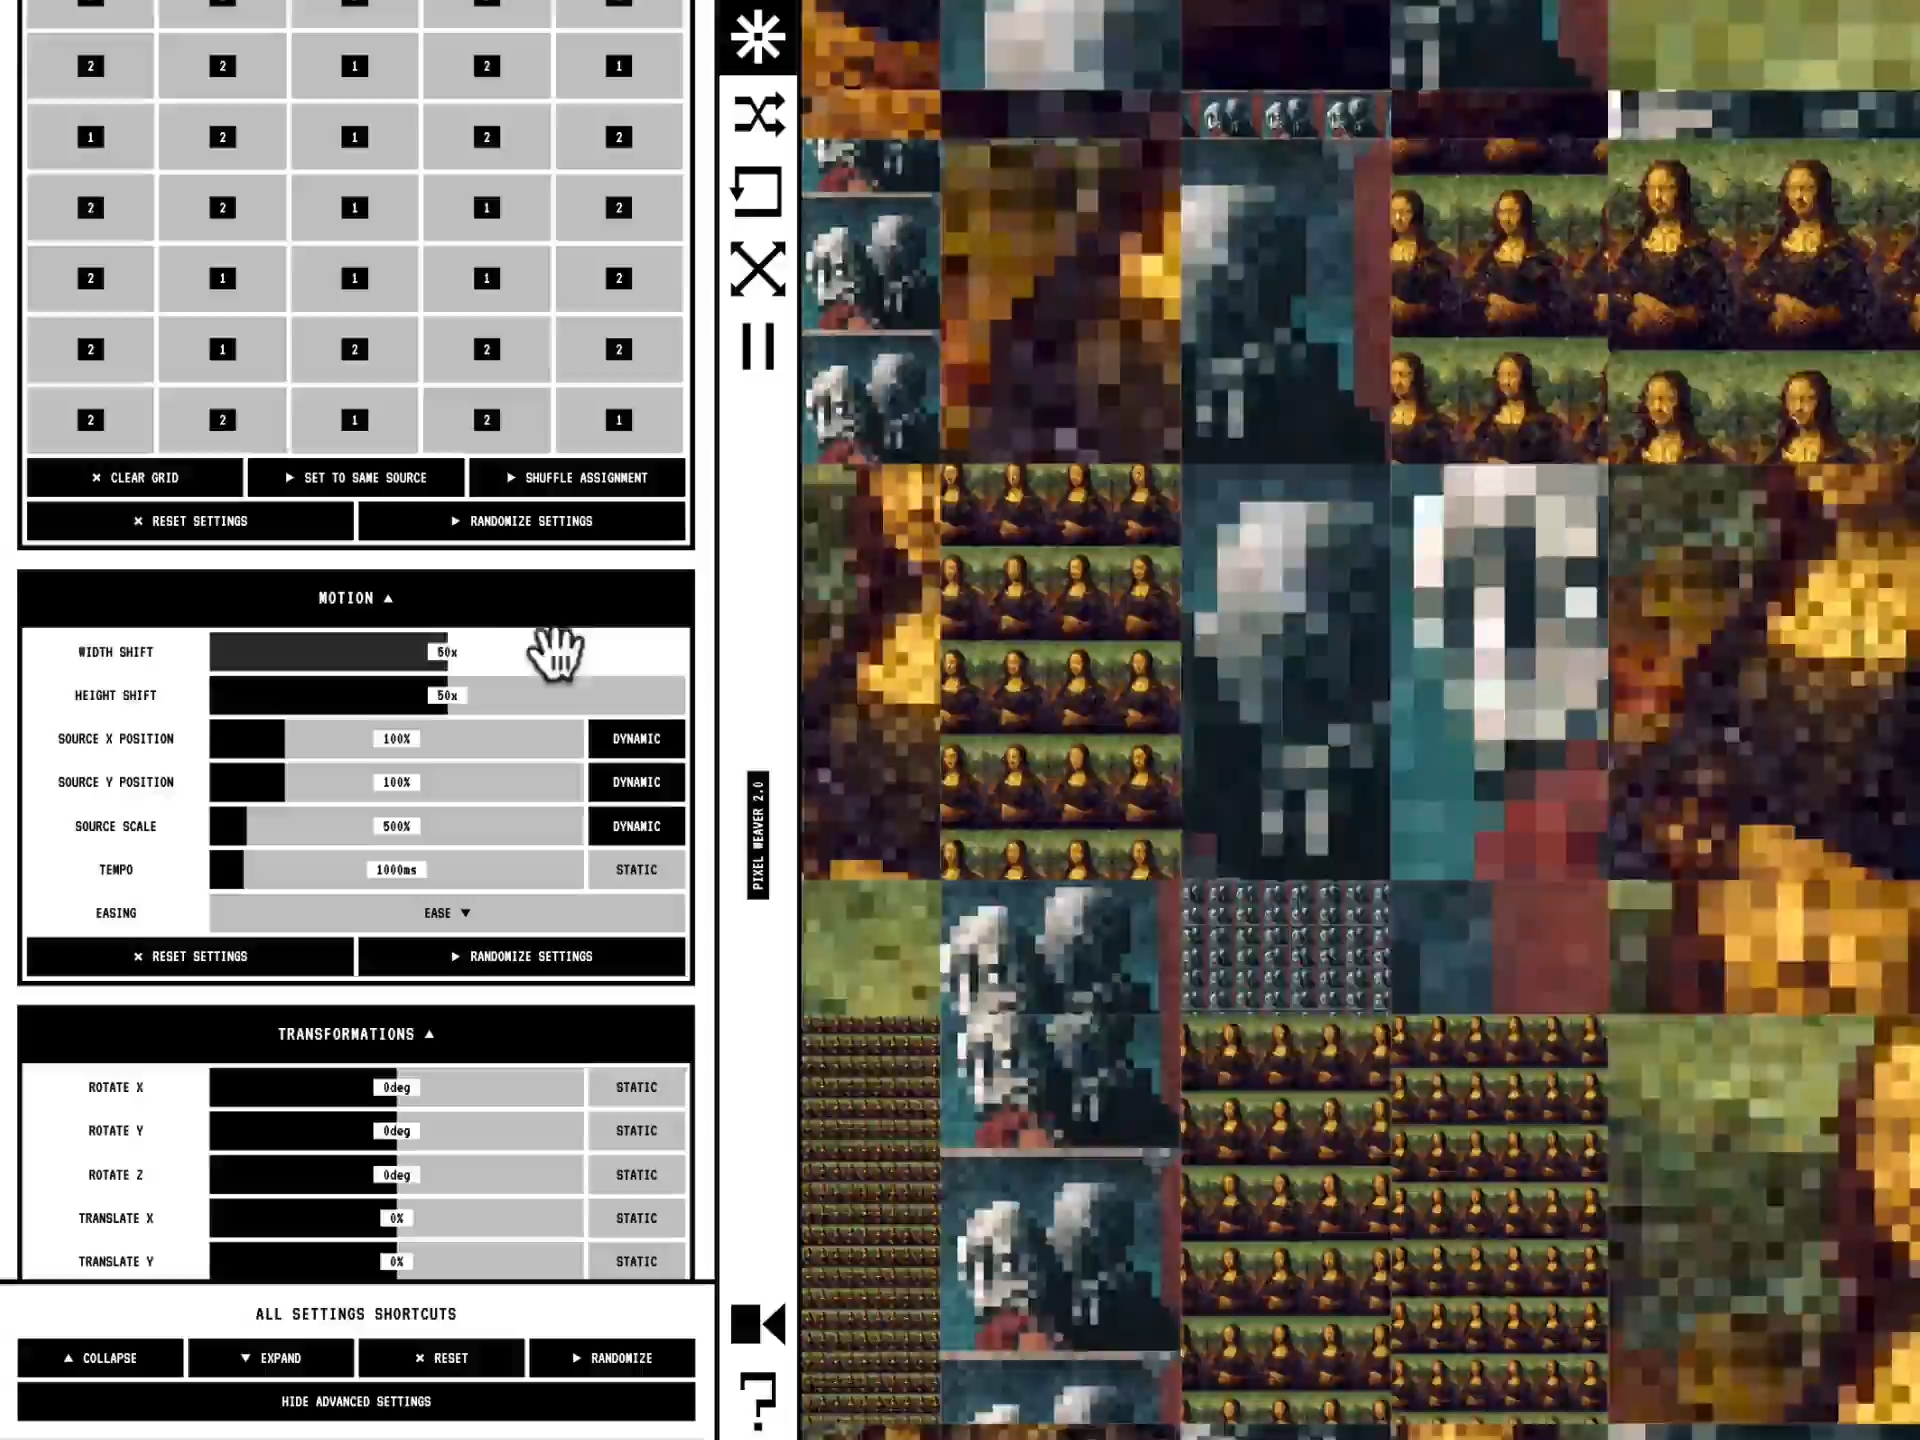 2 2 1 2 1
1 2 1 2 2
2 2 1 1 2
2 1 1 1 2
2 1 2 2 2
2 2 1 2 1
× CLEAR GRID ▶ SET TO SAME SOURCE ▶ SHUFFLE ASSIGNMENT
× RESET SETTINGS ▶ RANDOMIZE SETTINGS
MOTION ▲
WIDTH SHIFT 50x
HEIGHT SHIFT 50x
SOURCE X POSITION 100% DYNAMIC
SOURCE Y POSITION 100% DYNAMIC
SOURCE SCALE 500% DYNAMIC
TEMPO 1000ms STATIC
EASING EASE ▼
× RESET SETTINGS ▶ RANDOMIZE SETTINGS
TRANSFORMATIONS ▲
ROTATE X 0deg STATIC
ROTATE Y 0deg STATIC
ROTATE Z 0deg STATIC
TRANSLATE X 0% STATIC
TRANSLATE Y 0% STATIC
ALL SETTINGS SHORTCUTS
▲ COLLAPSE ▼ EXPAND × RESET ▶ RANDOMIZE
HIDE ADVANCED SETTINGS
PIXEL WEAVER 2.0
?